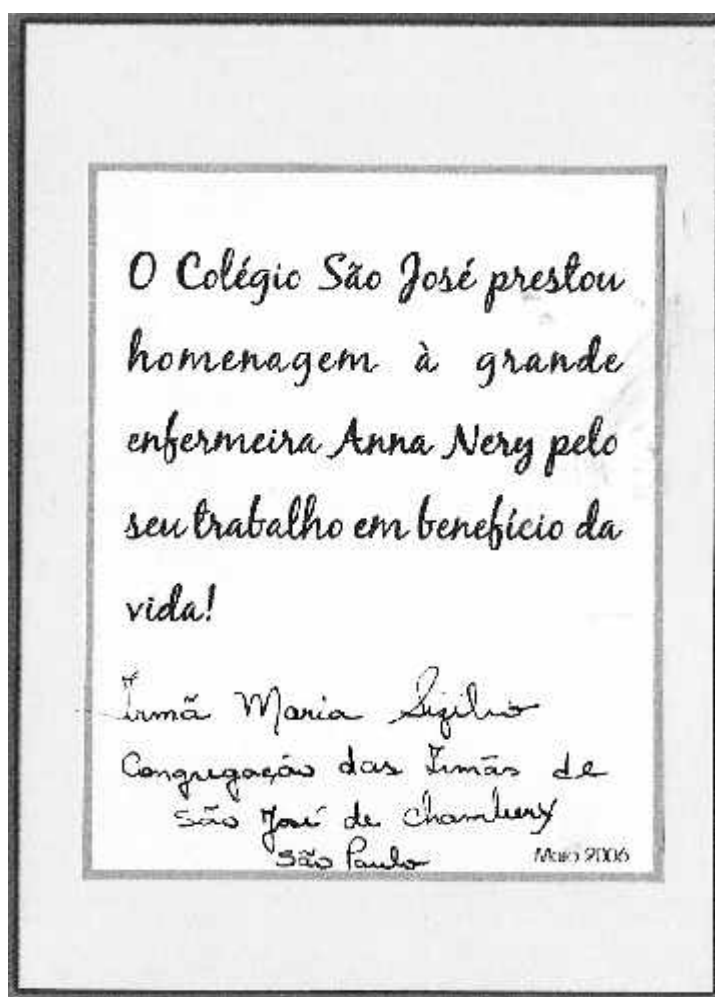 O Colégio São José prestou
homenagem à grande
enfermeira Anna Nery pelo
seu trabalho em benefício da
vida!
Irmã Maria
Congregação das Irmãs de
São José de Chambery
São Paulo
Maio 2006